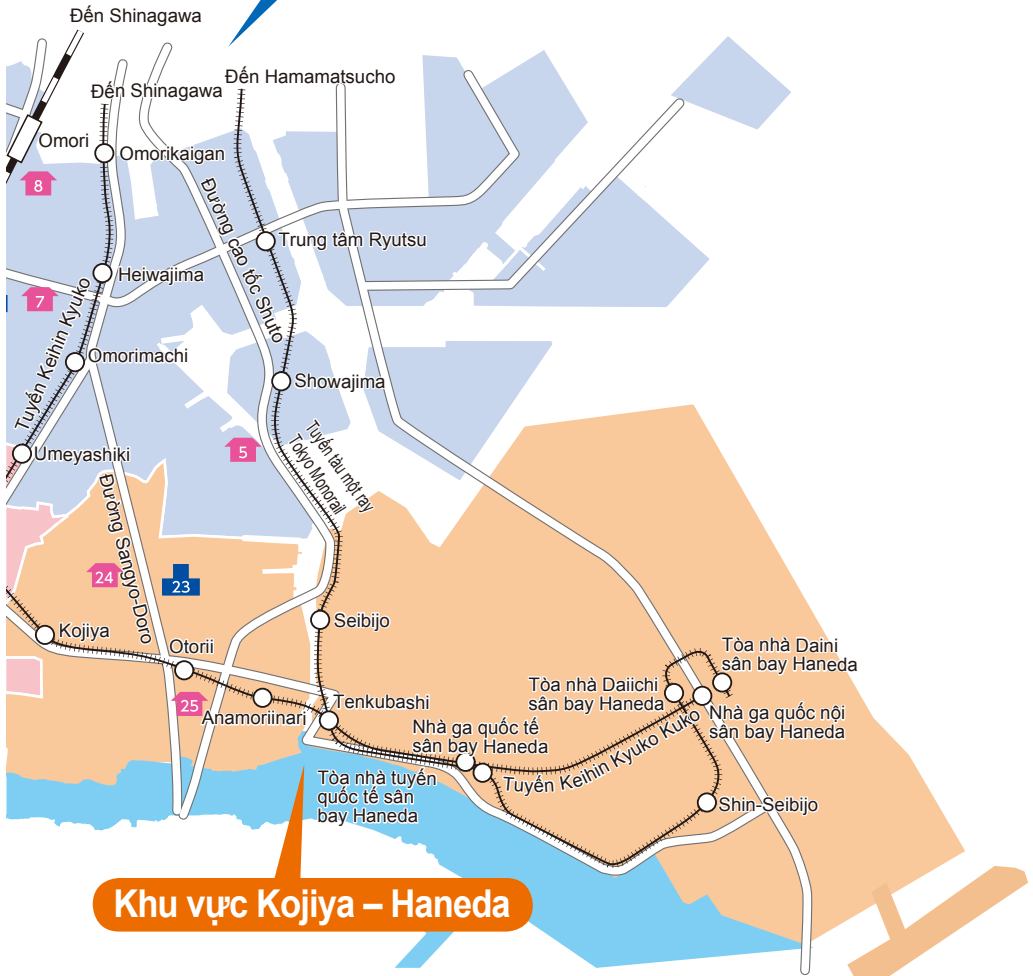 Đến Shinagawa
Đến Shinagawa
Đến Hamamatsucho
Omori
Omorikaigan
8
Đường cao tốc Shuto
Trung tâm Ryutsu
Heiwajima
7
Tuyến Keihin Kyuko
Omorimachi
Showajima
Umeyashiki
5
Tuyến tàu một ray
Tokyo Monorail
Đường Sangyo-Doro
24
23
Kojiya
Seibijo
Otorii
25
Anamoriinari
Tenkubashi
Tòa nhà Daini
sân bay Haneda
Tòa nhà Daiichi
sân bay Haneda
Nhà ga quốc tế
sân bay Haneda
Nhà ga quốc nội
sân bay Haneda
Tuyến Keihin Kyuko Kuko
Tòa nhà tuyến
quốc tế sân
bay Haneda
Shin-Seibijo
Khu vực Kojiya – Haneda